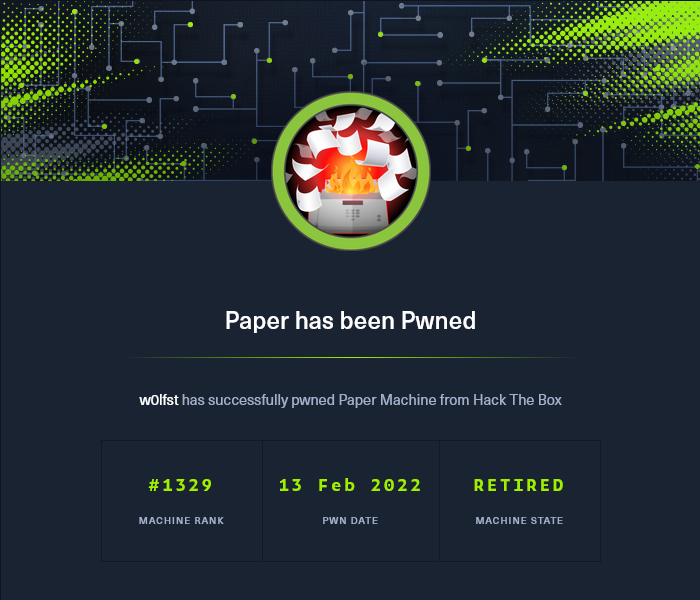 Paper has been Pwned
w0lfst has successfully pwned Paper Machine from Hack The Box
#1329
13 Feb 2022
RETIRED
MACHINE RANK
PWN DATE
MACHINE STATE